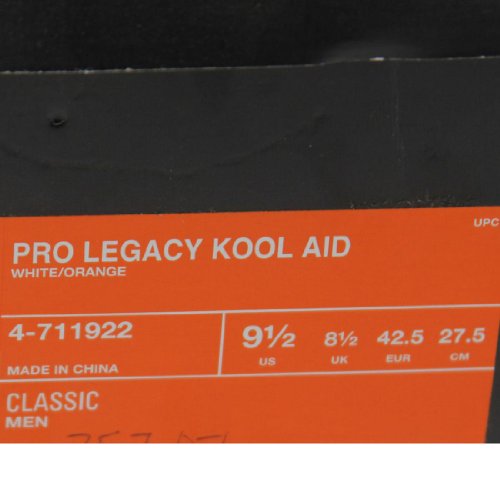 UPC
PRO LEGACY KOOL AID
WHITE/ORANGE
4-711922
9½ 8½ 42.5 27.5
US UK EUR CM
MADE IN CHINA
CLASSIC
MEN